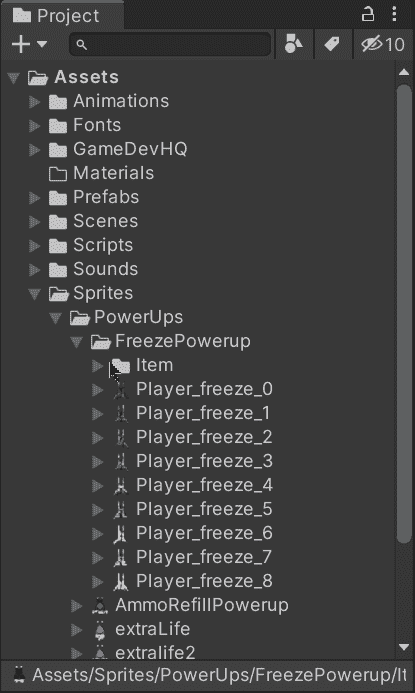 Project
10
Assets
Animations
Fonts
GameDevHQ
Materials
Prefabs
Scenes
Scripts
Sounds
Sprites
PowerUps
FreezePowerup
Item
Player_freeze_0
Player_freeze_1
Player_freeze_2
Player_freeze_3
Player_freeze_4
Player_freeze_5
Player_freeze_6
Player_freeze_7
Player_freeze_8
AmmoRefillPowerup
extraLife
extralife2
Assets/Sprites/PowerUps/FreezePowerup/It